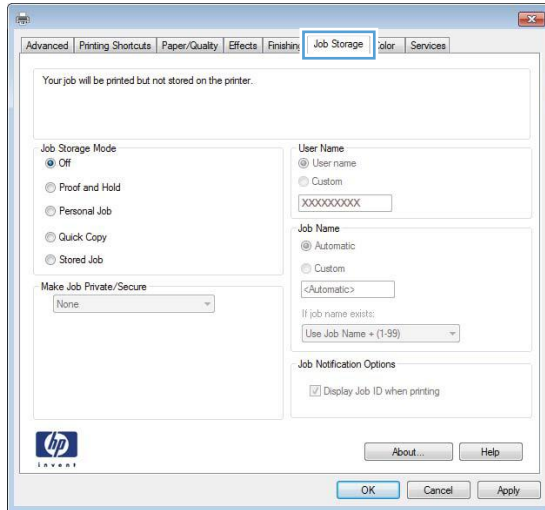 Advanced Printing Shortcuts Paper/Quality Effects Finishing Job Storage Color Services
Your job will be printed but not stored on the printer.
Job Storage Mode
Off
Proof and Hold
Personal Job
Quick Copy
Stored Job
Make Job Private/Secure
None
User Name
User name
Custom
XXXXXXXXX
Job Name
Automatic
Custom
<Automatic>
If job name exists:
Use Job Name + (1-99)
Job Notification Options
Display Job ID when printing
hp
invent
About... Help
OK Cancel Apply